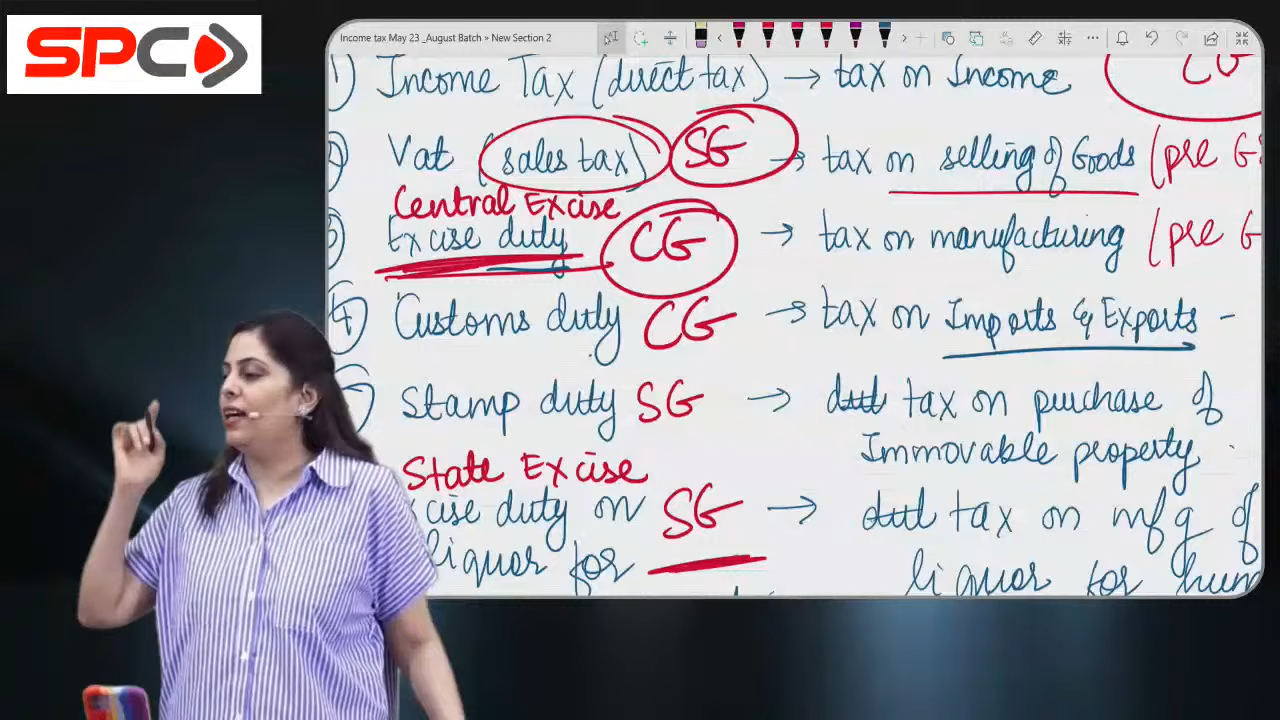 SPC
Income tax May 23 _August Batch » New Section 2
1) Income Tax (direct tax) → tax on Income CG
Vat (sales tax) SG → tax on selling of Goods (pre G
Central Excise
Excise duty CG → tax on manufacturing (pre G
4 Customs duty CG → tax on Imports & Exports -
Stamp duty SG → tax on purchase of
Immovable property
State Excise
cise duty on SG → tax on mfg of
liquor for liquor for hum